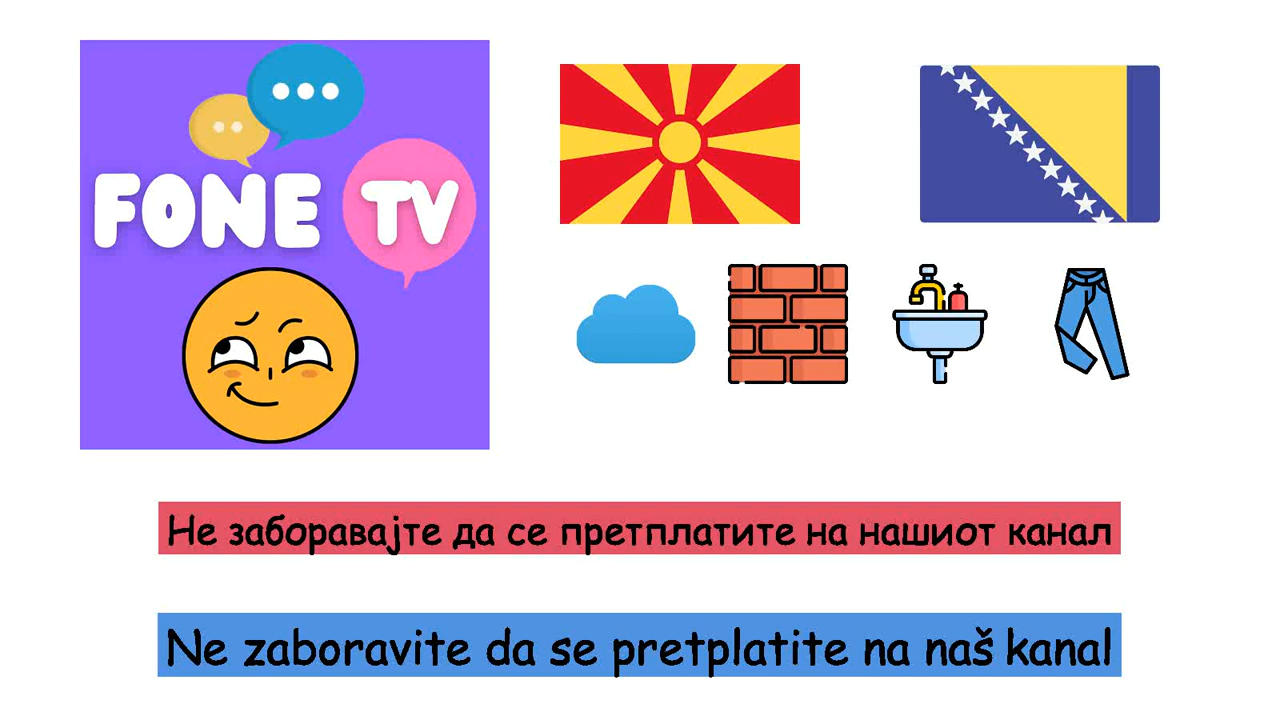 FONE TV
Не заборавајте да се претплатите на нашиот канал
Ne zaboravite da se pretplatite na naš kanal